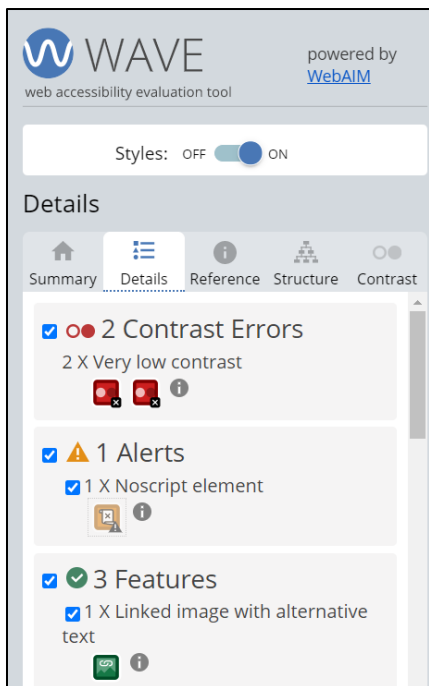 WAVE
powered by
WebAIM
web accessibility evaluation tool
Styles: OFF ON
Details
Summary Details Reference Structure Contrast
2 Contrast Errors
2 X Very low contrast
1 Alerts
1 X Noscript element
3 Features
1 X Linked image with alternative
text